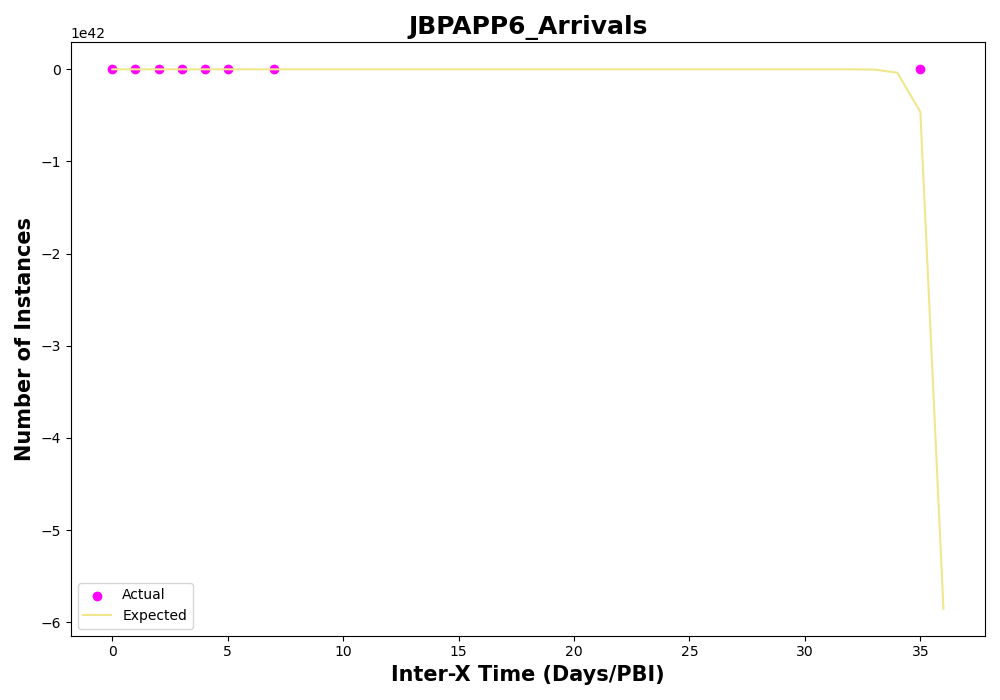 JBPAPP6_Arrivals
1e42
0
−1
−2
−3
−4
−5
−6
Number of Instances
Actual
Expected
0 5 10 15 20 25 30 35
Inter-X Time (Days/PBI)